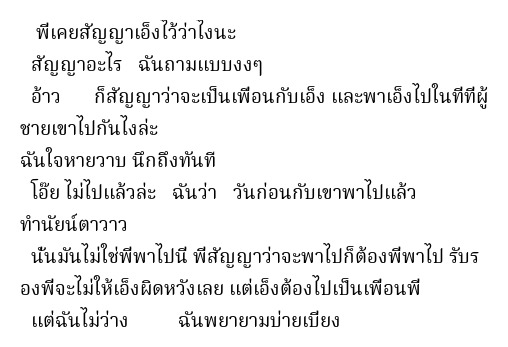 พี่เคยสัญญาเอ็งไว้ว่าไงนะ
สัญญาอะไร ฉันถามแบบงงๆ
อ้าว ก็สัญญาว่าจะเป็นเพื่อนกับเอ็ง และพาเอ็งไปในที่ที่ผู้
ชายเขาไปกันไงล่ะ
ฉันใจหายวาบ นึกถึงทันที
โอ๊ย ไม่ไปแล้วล่ะ ฉันว่า วันก่อนกับเขาพาไปแล้ว
ทำนัยน์ตาวาว
นั่นมันไม่ใช่พี่พาไปนี่ พี่สัญญาว่าจะพาไปก็ต้องพี่พาไป รับร
องพี่จะไม่ให้เอ็งผิดหวังเลย แต่เอ็งต้องไปเป็นเพื่อนพี่
แต่ฉันไม่ว่าง ฉันพยายามบ่ายเบี่ยง